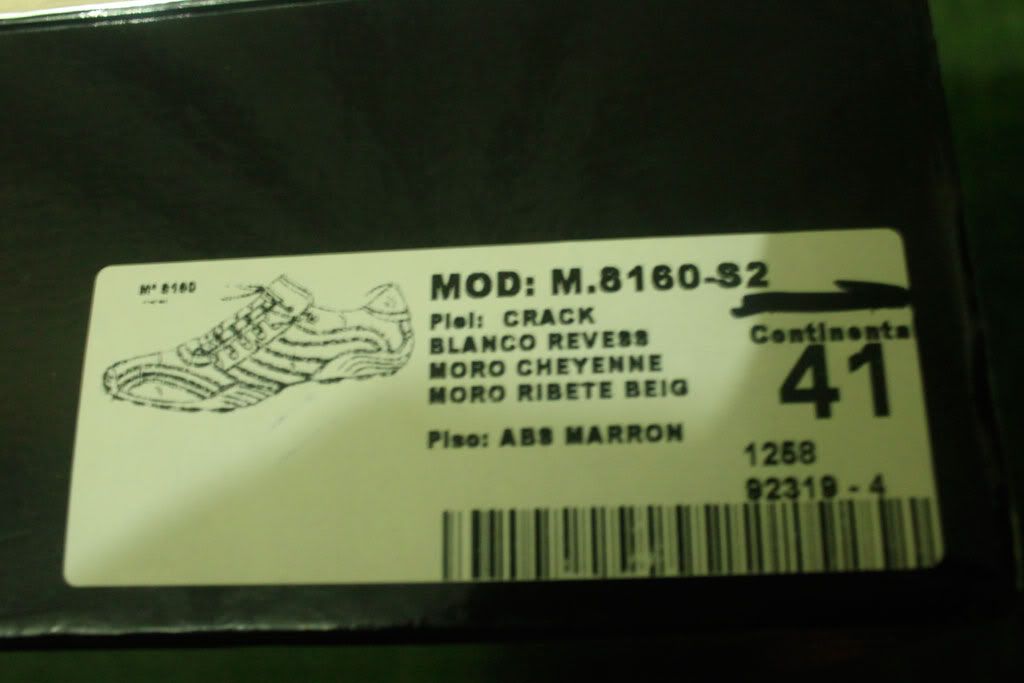 Mº 8160
MOD: M.8160-S2
Piel: CRACK
BLANCO REVESS
MORO CHEYENNE
MORO RIBETE BEIG
Piso: ABS MARRON
Continenta
41
1258
92319 - 4